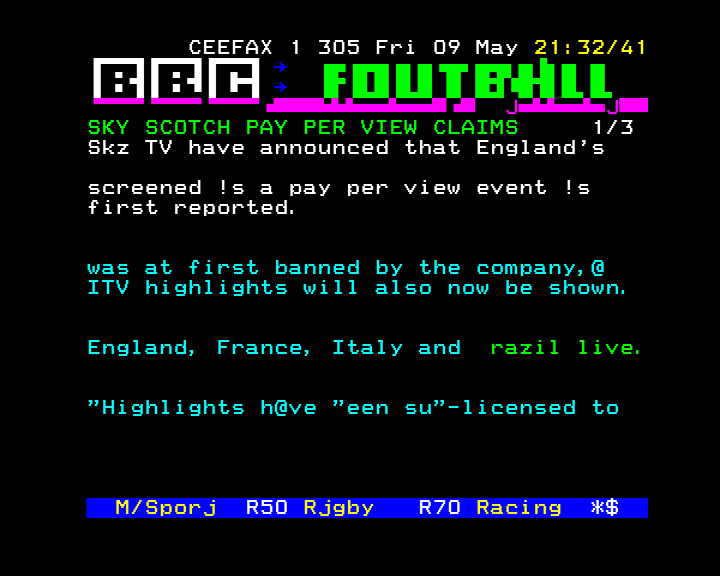 CEEFAX 1 305 Fri 09 May 21:32/41
BBC FOOTBALL
SKY SCOTCH PAY PER VIEW CLAIMS 1/3
Skz TV have announced that England's
screened !s a pay per view event !s
first reported.
was at first banned by the company,@
ITV highlights will also now be shown.
England, France, Italy and razil live.
"Highlights h@ve "een su"-licensed to
M/Sporj R50 Rjgby R70 Racing *$